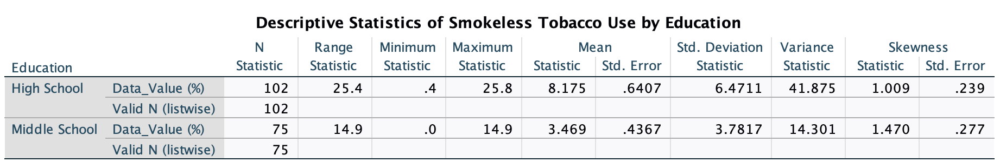 Descriptive Statistics of Smokeless Tobacco Use by Education
N Range Minimum Maximum Mean Std. Deviation Variance Skewness
Education Statistic Statistic Statistic Statistic Statistic Std. Error Statistic Statistic Statistic Std. Error
High School Data_Value (%) 102 25.4 .4 25.8 8.175 .6407 6.4711 41.875 1.009 .239
Valid N (listwise) 102
Middle School Data_Value (%) 75 14.9 .0 14.9 3.469 .4367 3.7817 14.301 1.470 .277
Valid N (listwise) 75